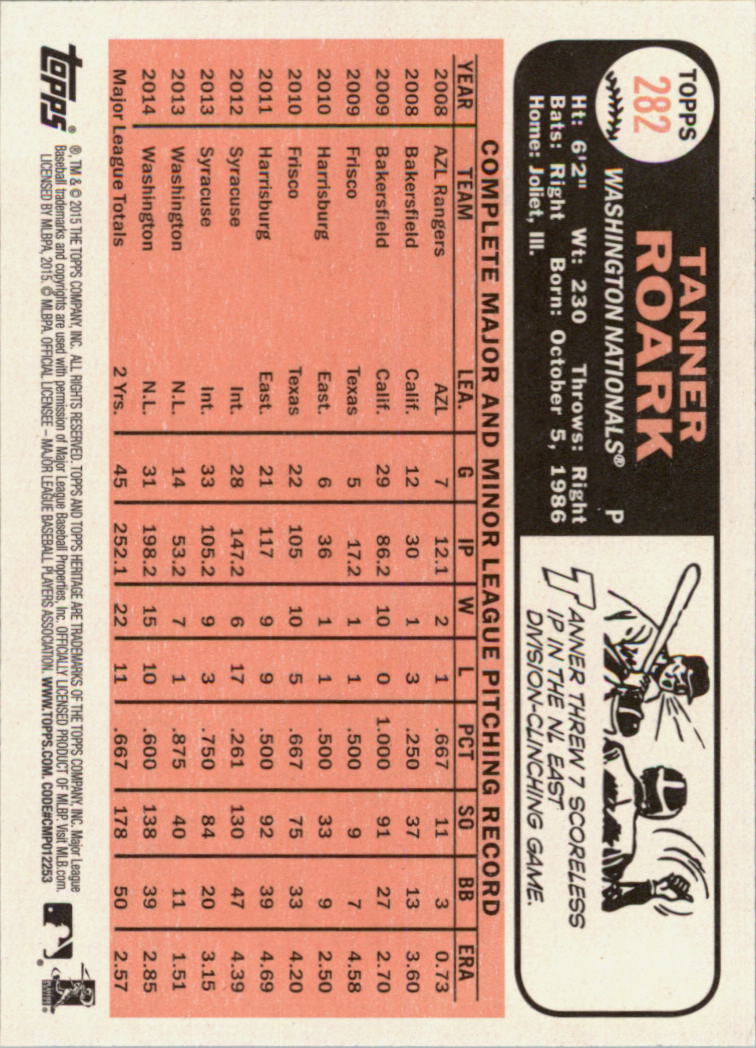 TOPPS
282
TANNER
ROARK
WASHINGTON NATIONALS® P
Ht: 6'2" Wt: 230 Throws: Right
Bats: Right Born: October 5, 1986
Home: Joliet, Ill.
TANNER THREW 7 SCORELESS
IP IN THE NL EAST
DIVISION-CLINCHING GAME.
COMPLETE MAJOR AND MINOR LEAGUE PITCHING RECORD
YEAR TEAM LEA. G IP W L PCT SO BB ERA
2008 AZL Rangers AZL 7 12.1 2 1 .667 11 3 0.73
2008 Bakersfield Calif. 12 30 1 3 .250 37 13 3.60
2009 Bakersfield Calif. 29 86.2 10 0 1.000 91 27 2.70
2009 Frisco Texas 5 17.2 1 1 .500 9 7 4.58
2010 Harrisburg East. 6 36 1 1 .500 33 9 2.50
2010 Frisco Texas 22 105 10 5 .667 75 33 4.20
2011 Harrisburg East. 21 117 9 9 .500 92 39 4.69
2012 Syracuse Int. 28 147.2 6 17 .261 130 47 4.39
2013 Syracuse Int. 33 105.2 9 3 .750 84 20 3.15
2013 Washington N.L. 14 53.2 7 1 .875 40 11 1.51
2014 Washington N.L. 31 198.2 15 10 .600 138 39 2.85
Major League Totals 2 Yrs. 45 252.1 22 11 .667 178 50 2.57
topps®
®, TM & © 2015 THE TOPPS COMPANY, INC. ALL RIGHTS RESERVED. TOPPS AND TOPPS HERITAGE ARE TRADEMARKS OF THE TOPPS COMPANY, INC. Major League
Baseball trademarks and copyrights are used with permission of Major League Baseball Properties, Inc. OFFICIALLY LICENSED PRODUCT OF MLBP. Visit MLB.com.
LICENSED BY MLBPA, 2015. © MLBPA. OFFICIAL LICENSEE – MAJOR LEAGUE BASEBALL PLAYERS ASSOCIATION. WWW.TOPPS.COM. CODE#CMP012253